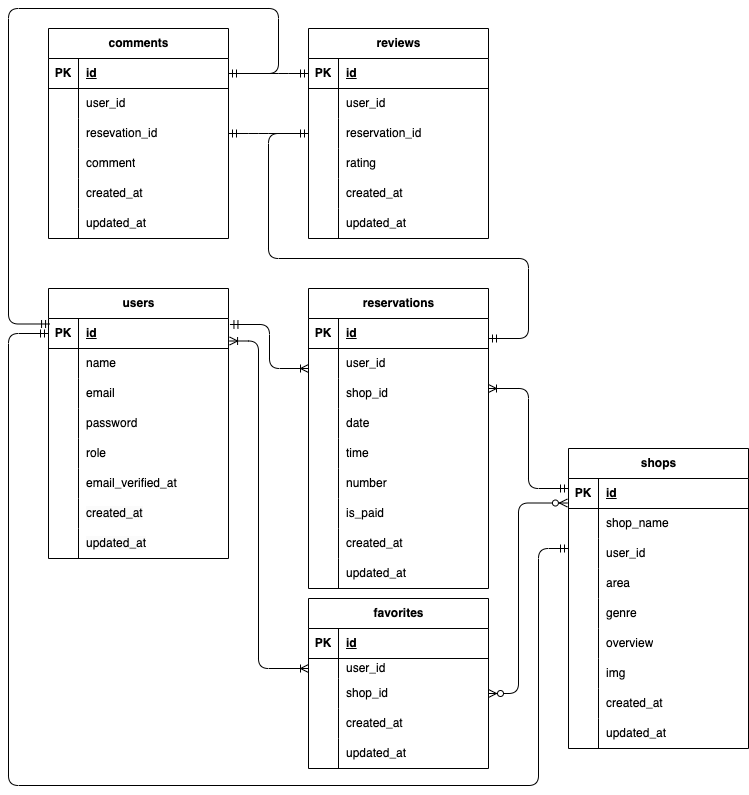 comments
PK id
user_id
resevation_id
comment
created_at
updated_at
reviews
PK id
user_id
reservation_id
rating
created_at
updated_at
users
PK id
name
email
password
role
email_verified_at
created_at
updated_at
reservations
PK id
user_id
shop_id
date
time
number
is_paid
created_at
updated_at
shops
PK id
shop_name
user_id
area
genre
overview
img
created_at
updated_at
favorites
PK id
user_id
shop_id
created_at
updated_at